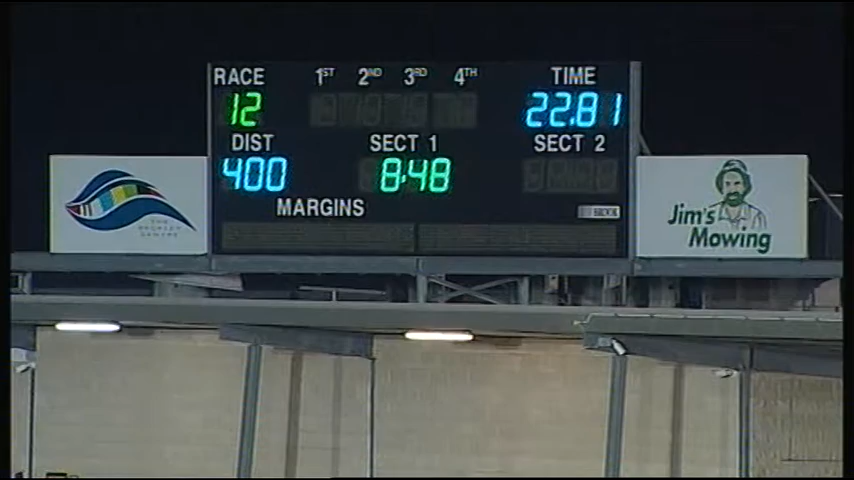 RACE 1ST 2ND 3RD 4TH TIME
12 22.81
DIST SECT 1 SECT 2
400 8.48
MARGINS
THE
Jim's
Mowing